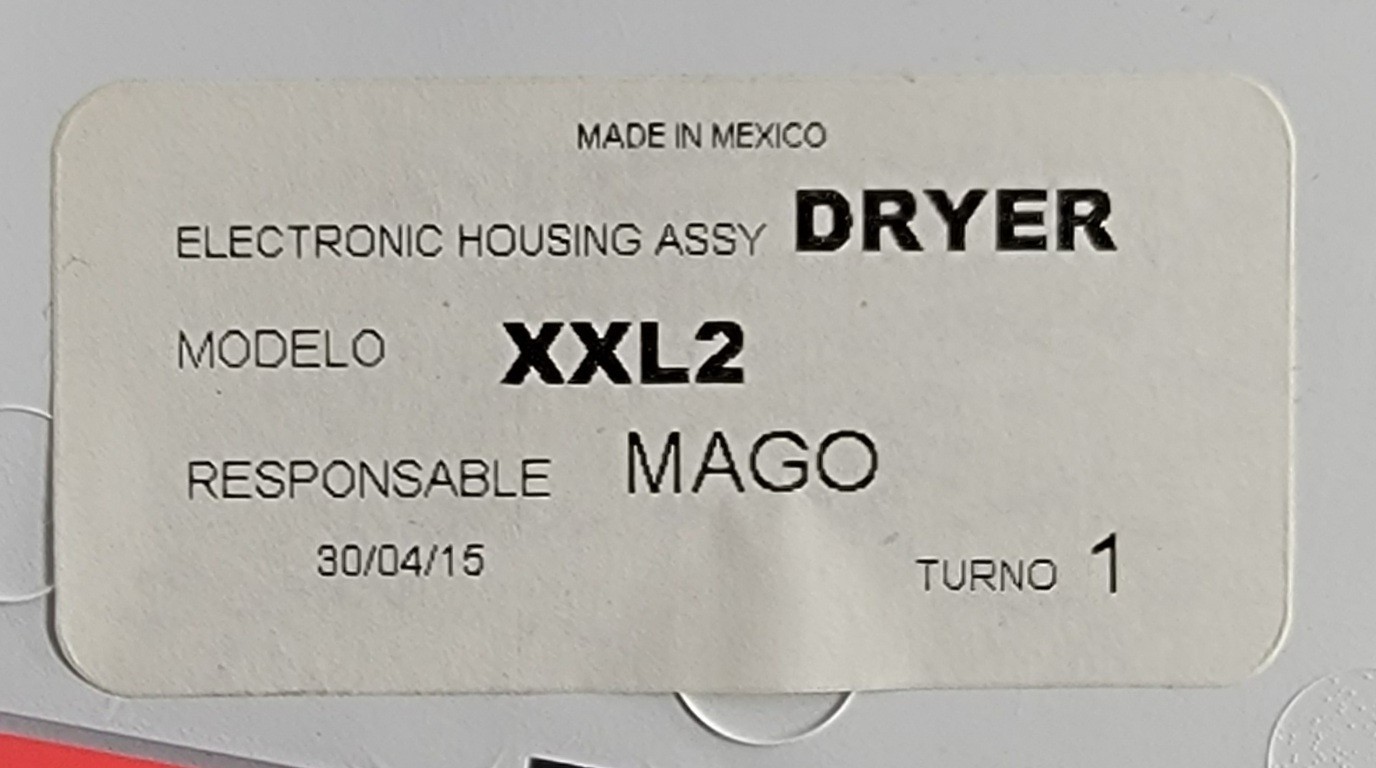 MADE IN MEXICO
ELECTRONIC HOUSING ASSY DRYER
MODELO XXL2
RESPONSABLE MAGO
30/04/15 TURNO 1